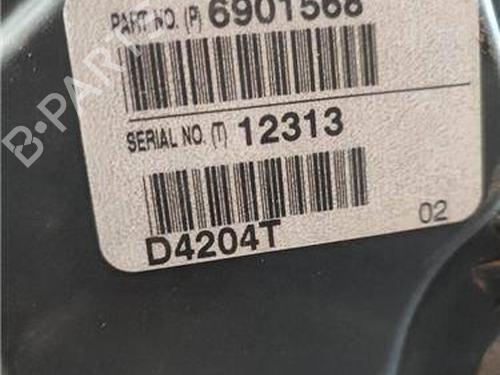 PART NO. (P) 6901568
SERIAL NO. (T) 12313
D4204T
02
B-PARTS